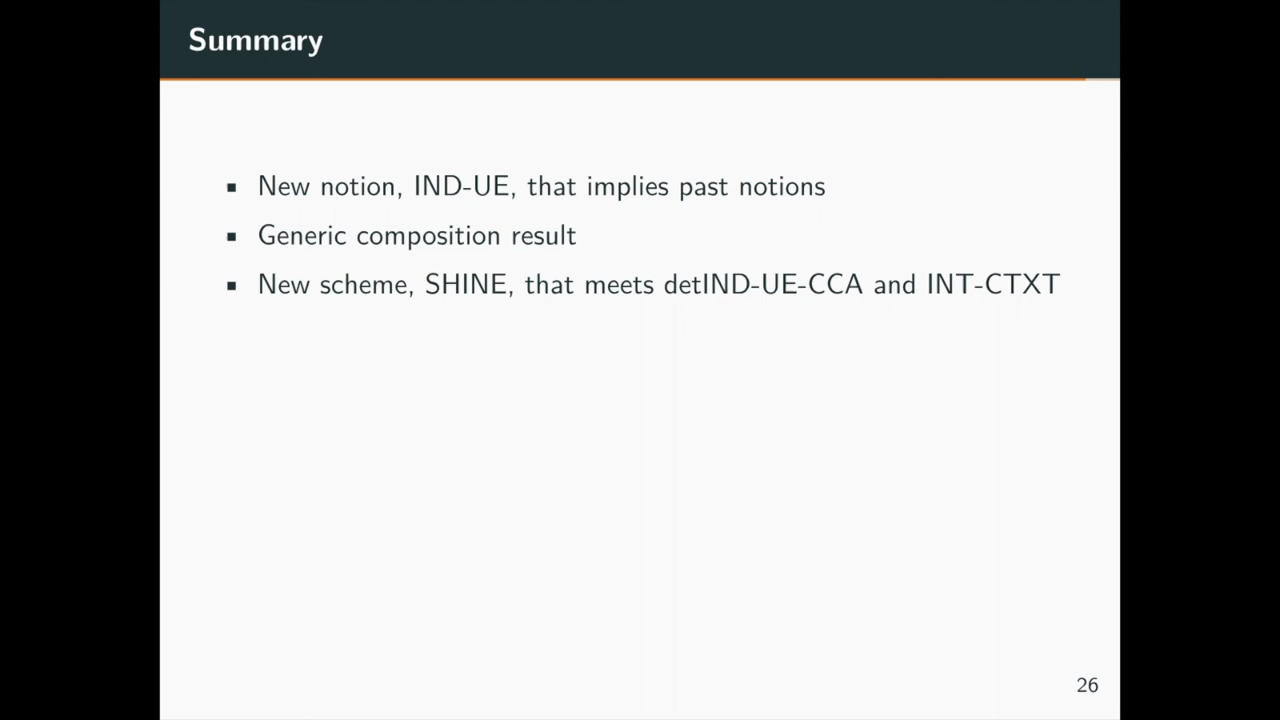 Summary
▪ New notion, IND-UE, that implies past notions
▪ Generic composition result
▪ New scheme, SHINE, that meets detIND-UE-CCA and INT-CTXT
26